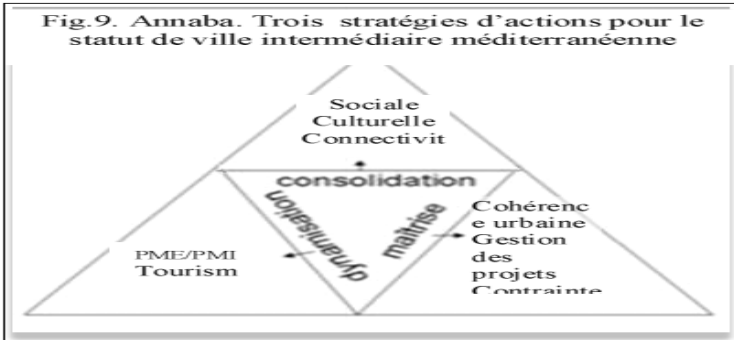 Fig.9. Annaba. Trois stratégies d'actions pour le
statut de ville intermédiaire méditerranéenne
Sociale
Culturelle
Connectivit
consolidation
dynamisation
maîtrise
PME/PMI
Tourism
Cohérenc
e urbaine
Gestion
des
projets
Contrainte